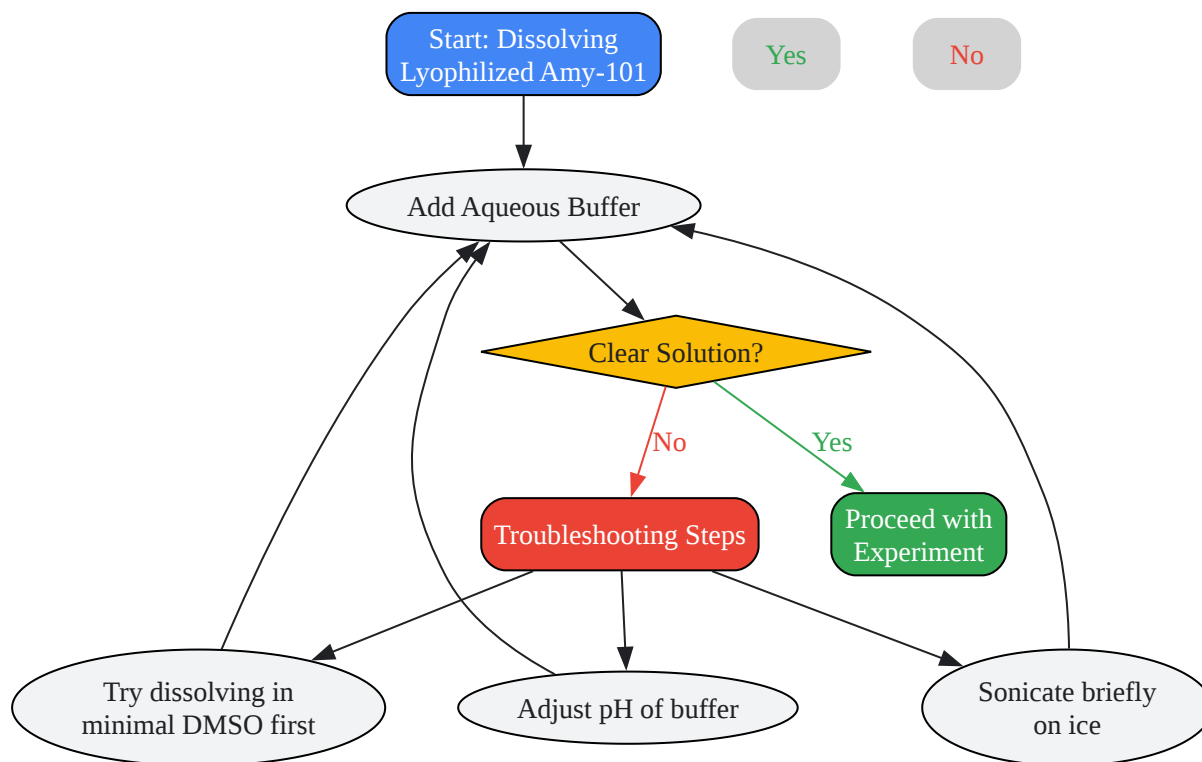 Start: Dissolving
Lyophilized Amy-101
Yes
No
Add Aqueous Buffer
Clear Solution?
No
Yes
Troubleshooting Steps
Proceed with
Experiment
Try dissolving in
minimal DMSO first
Adjust pH of buffer
Sonicate briefly
on ice